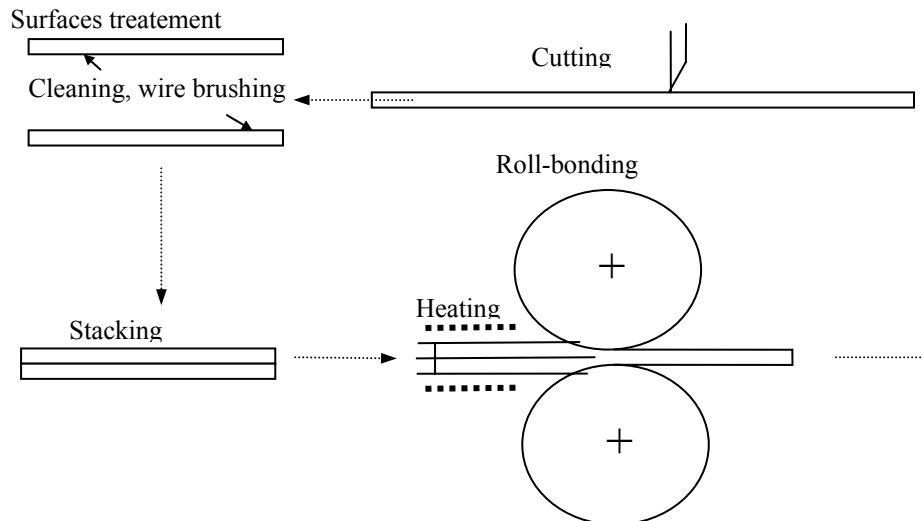 Surfaces treatement
Cutting
Cleaning, wire brushing
Roll-bonding
Heating
Stacking